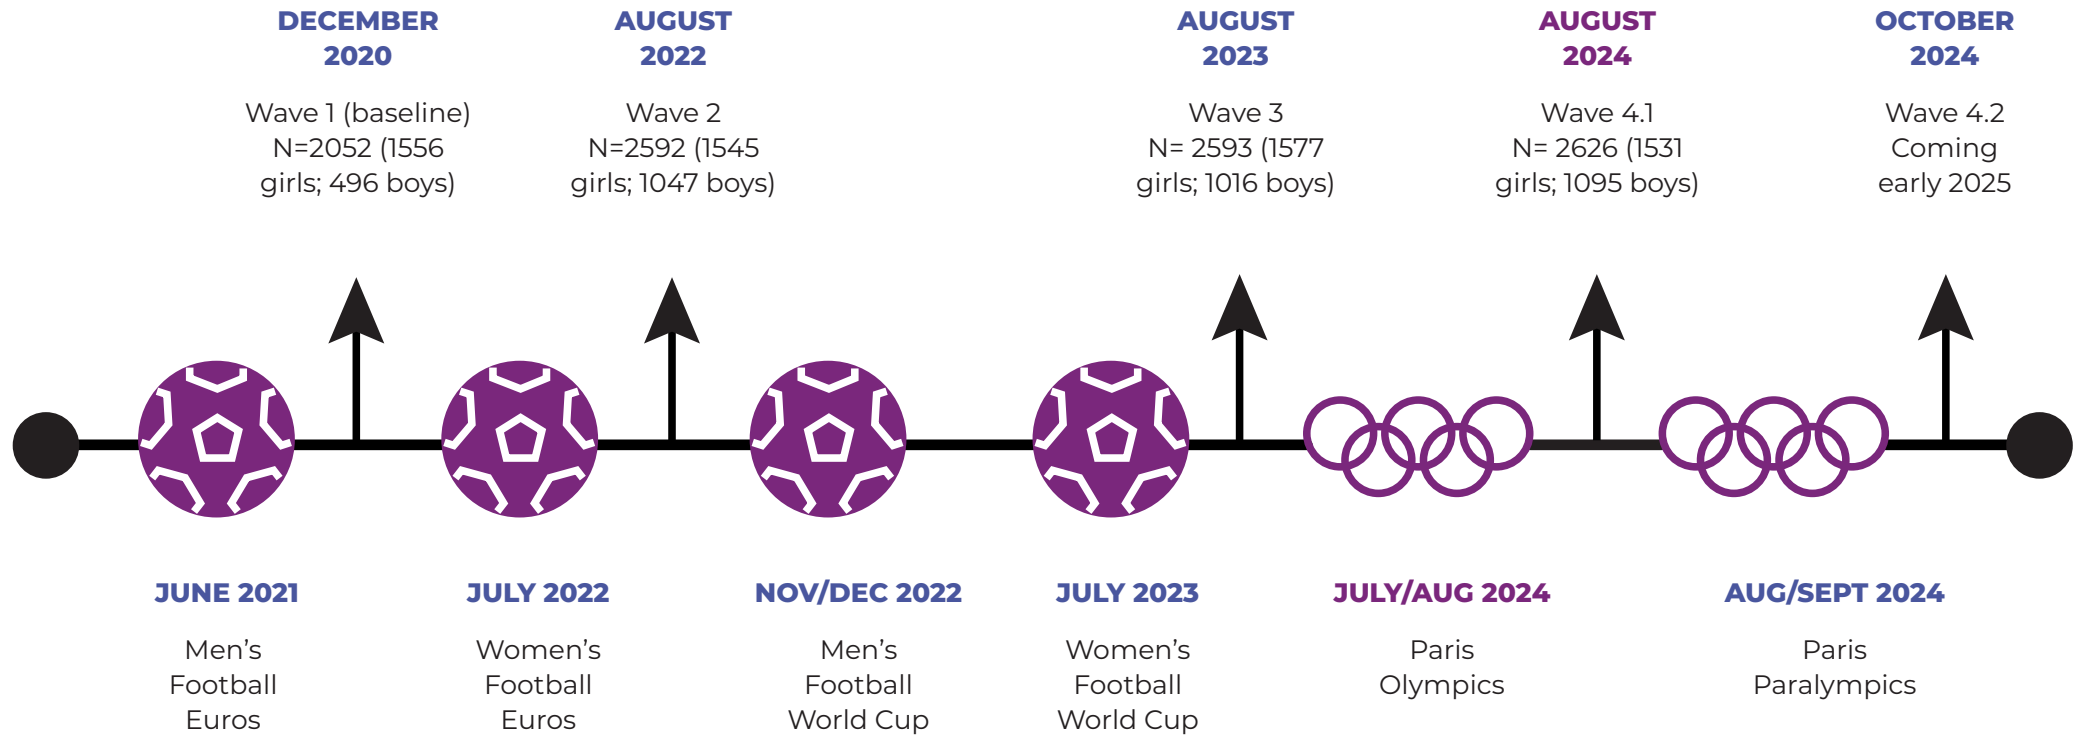 DECEMBER
2020
Wave 1 (baseline)
N=2052 (1556
girls; 496 boys)
AUGUST
2022
Wave 2
N=2592 (1545
girls; 1047 boys)
AUGUST
2023
Wave 3
N= 2593 (1577
girls; 1016 boys)
AUGUST
2024
Wave 4.1
N= 2626 (1531
girls; 1095 boys)
OCTOBER
2024
Wave 4.2
Coming
early 2025
JUNE 2021
Men’s
Football
Euros
JULY 2022
Women’s
Football
Euros
NOV/DEC 2022
Men’s
Football
World Cup
JULY 2023
Women’s
Football
World Cup
JULY/AUG 2024
Paris
Olympics
AUG/SEPT 2024
Paris
Paralympics